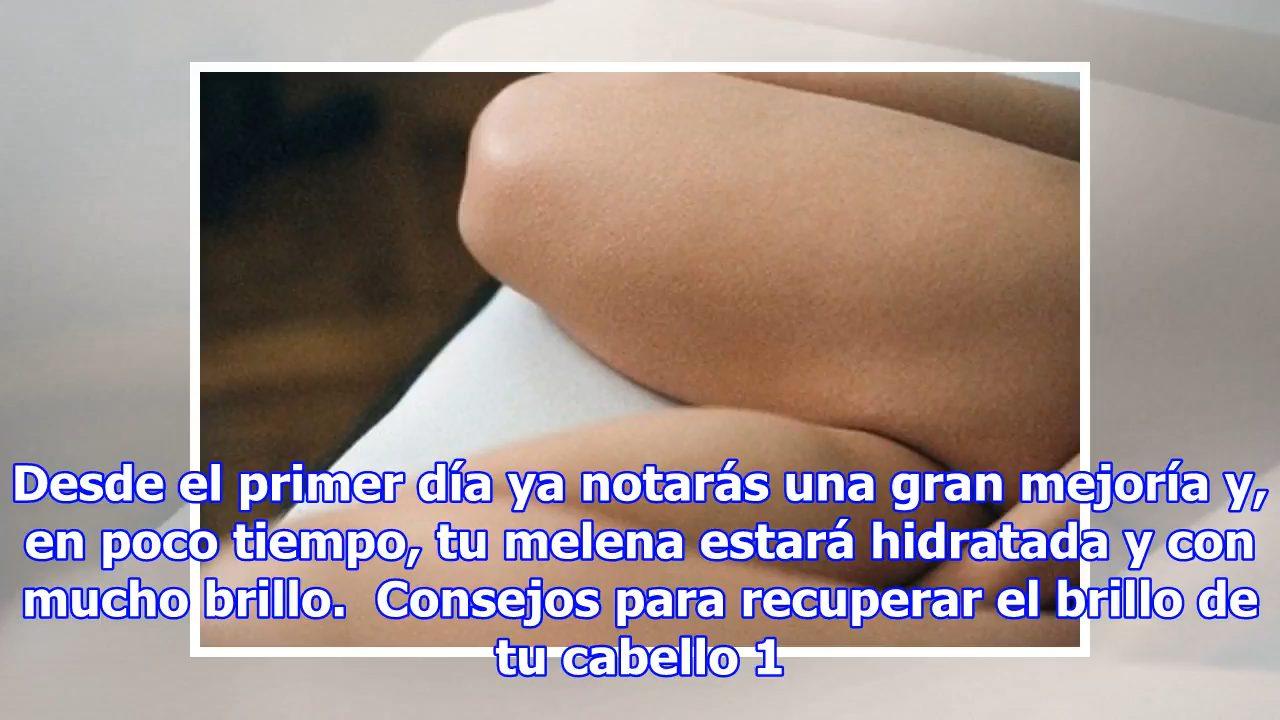 Desde el primer día ya notarás una gran mejoría y,
en poco tiempo, tu melena estará hidratada y con
mucho brillo.  Consejos para recuperar el brillo de
tu cabello 1